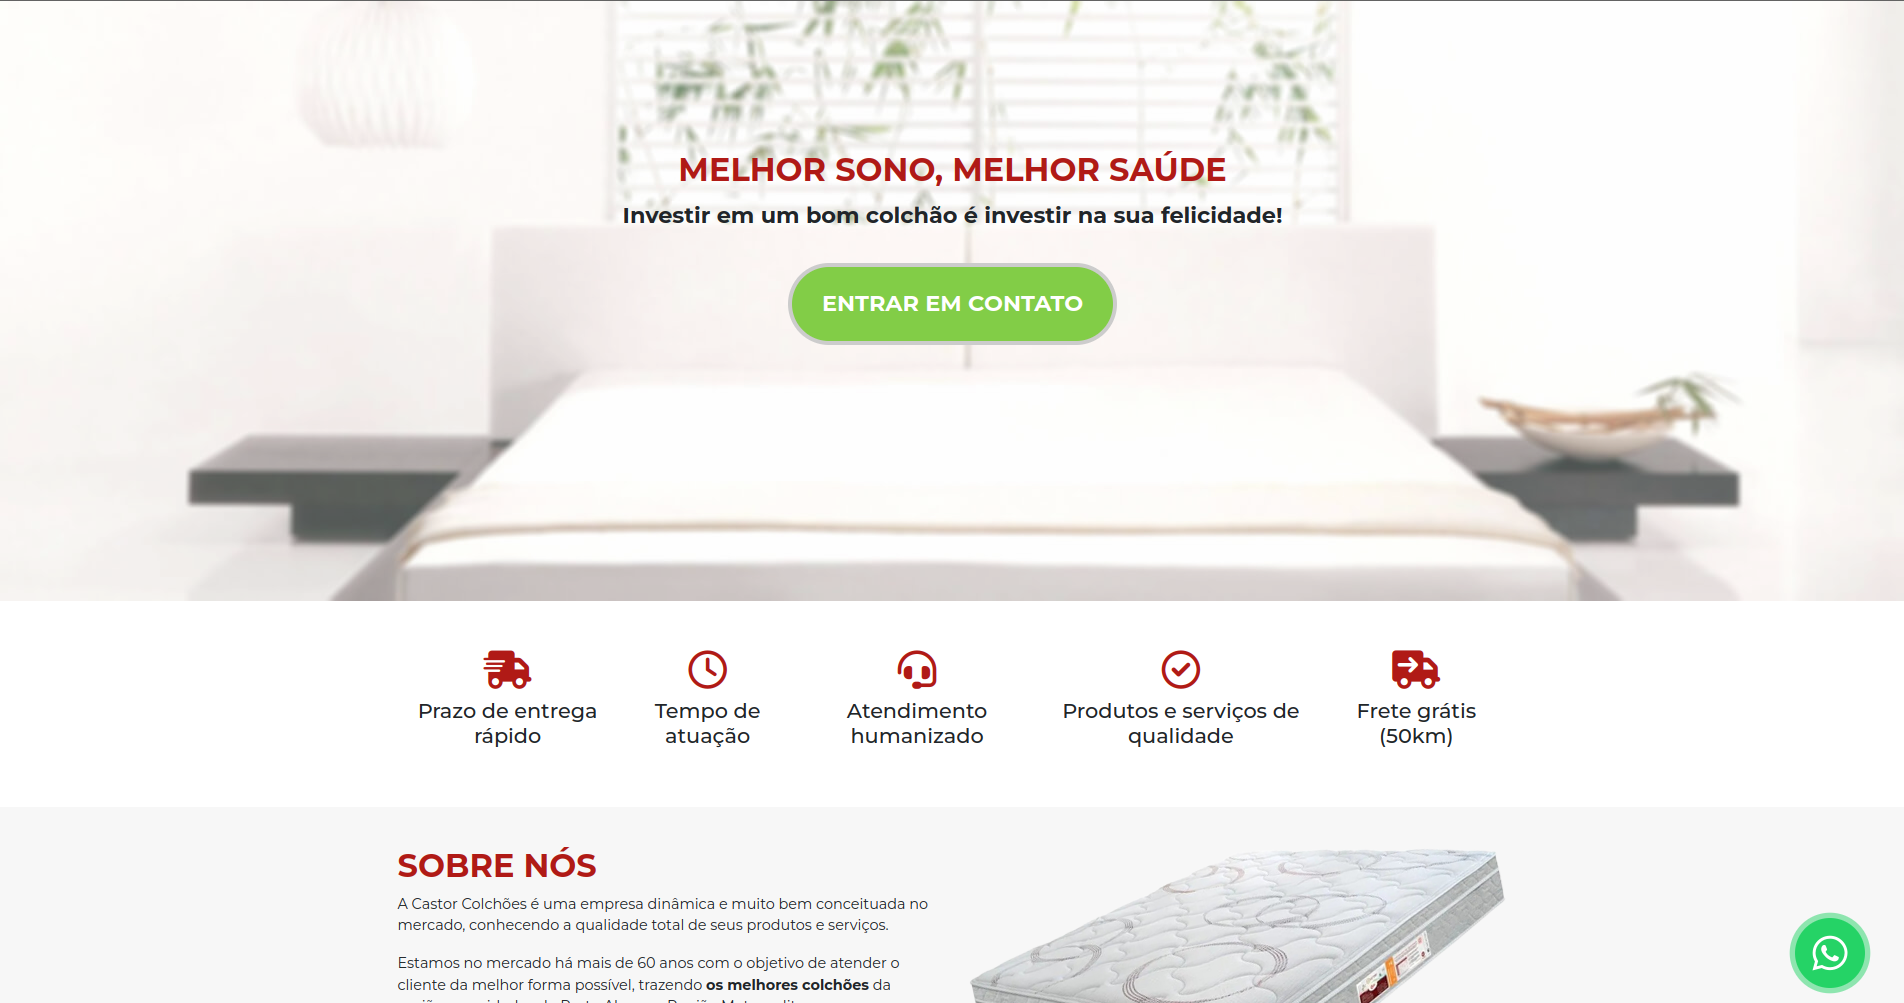 MELHOR SONO, MELHOR SAÚDE
Investir em um bom colchão é investir na sua felicidade!
ENTRAR EM CONTATO
Prazo de entrega
rápido
Tempo de
atuação
Atendimento
humanizado
Produtos e serviços de
qualidade
Frete grátis
(50km)
SOBRE NÓS
A Castor Colchões é uma empresa dinâmica e muito bem conceituada no
mercado, conhecendo a qualidade total de seus produtos e serviços.
Estamos no mercado há mais de 60 anos com o objetivo de atender o
cliente da melhor forma possível, trazendo os melhores colchões da